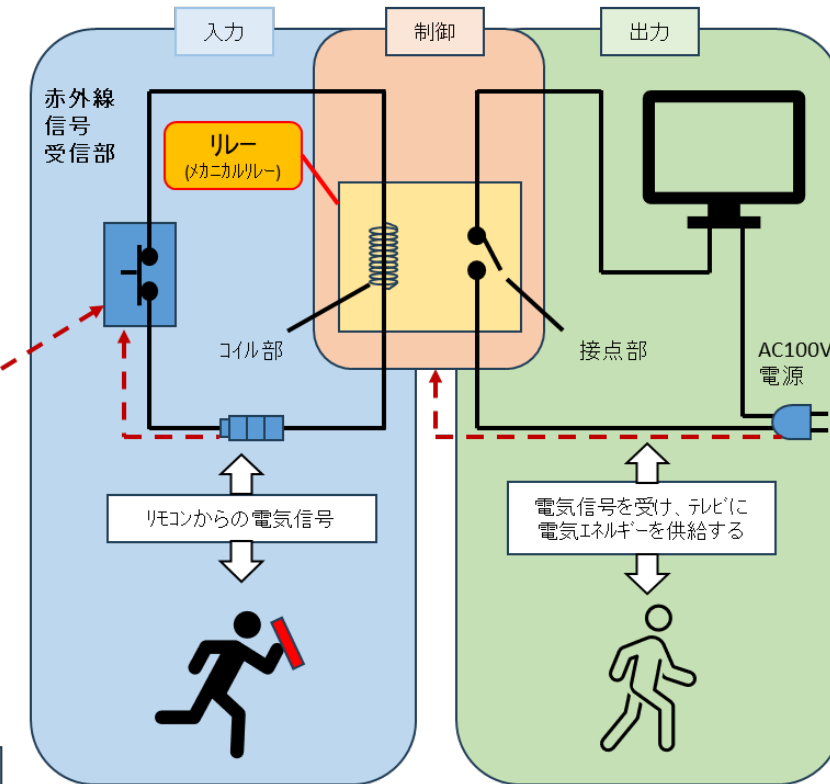 入力
制御
出力
赤外線
信号
受信部
リレー
(メカニカルリレー)
コイル部
接点部
AC100V
電源
リモコンからの電気信号
電気信号を受け、テレビに
電気エネルギーを供給する